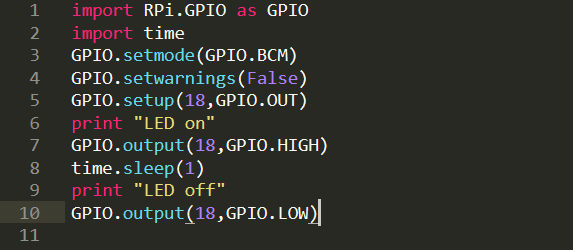 1 import RPi.GPIO as GPIO
2 import time
3 GPIO.setmode(GPIO.BCM)
4 GPIO.setwarnings(False)
5 GPIO.setup(18,GPIO.OUT)
6 print "LED on"
7 GPIO.output(18,GPIO.HIGH)
8 time.sleep(1)
9 print "LED off"
10 GPIO.output(18,GPIO.LOW)
11